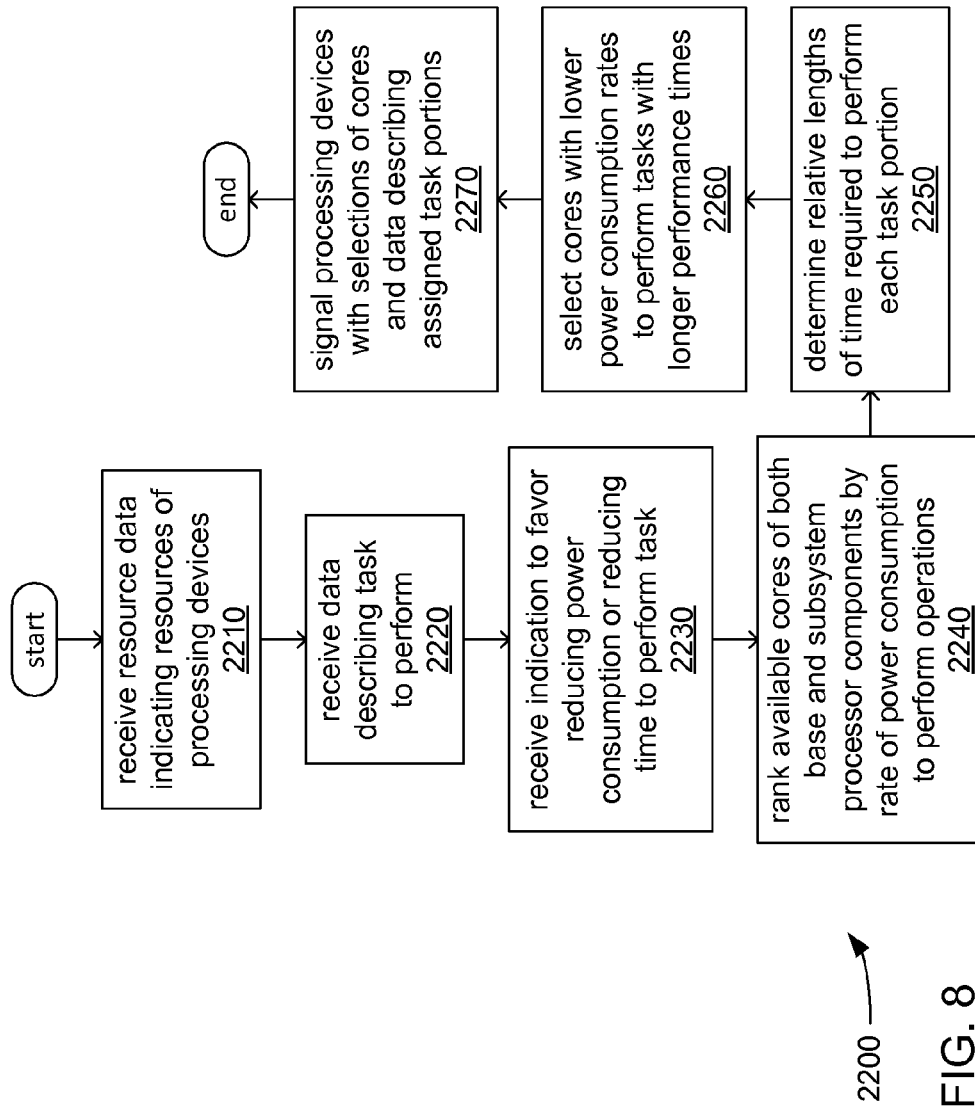 start
receive resource data
indicating resources of
processing devices
2210
receive data
describing task
to perform
2220
receive indication to favor
reducing power
consumption or reducing
time to perform task
2230
rank available cores of both
base and subsystem
processor components by
rate of power consumption
to perform operations
2240
determine relative lengths
of time required to perform
each task portion
2250
select cores with lower
power consumption rates
to perform tasks with
longer performance times
2260
signal processing devices
with selections of cores
and data describing
assigned task portions
2270
end
2200
FIG. 8